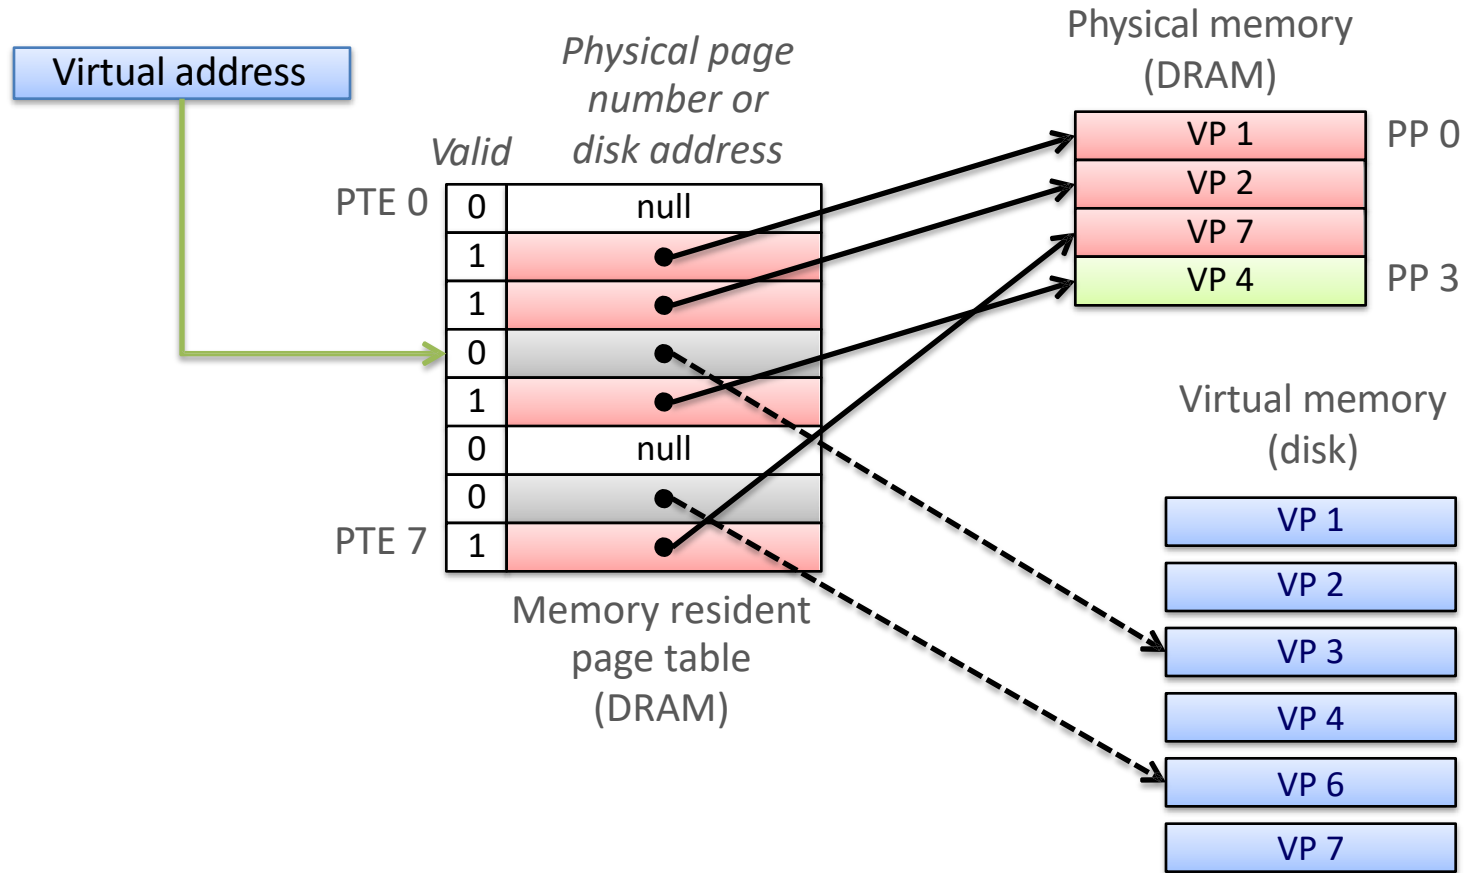 Virtual address
Physical page
number or
disk address
Valid
PTE 0
0 null
1
1
0
1
0 null
0
PTE 7 1
Memory resident
page table
(DRAM)
Physical memory
(DRAM)
VP 1 PP 0
VP 2
VP 7
VP 4 PP 3
Virtual memory
(disk)
VP 1
VP 2
VP 3
VP 4
VP 6
VP 7